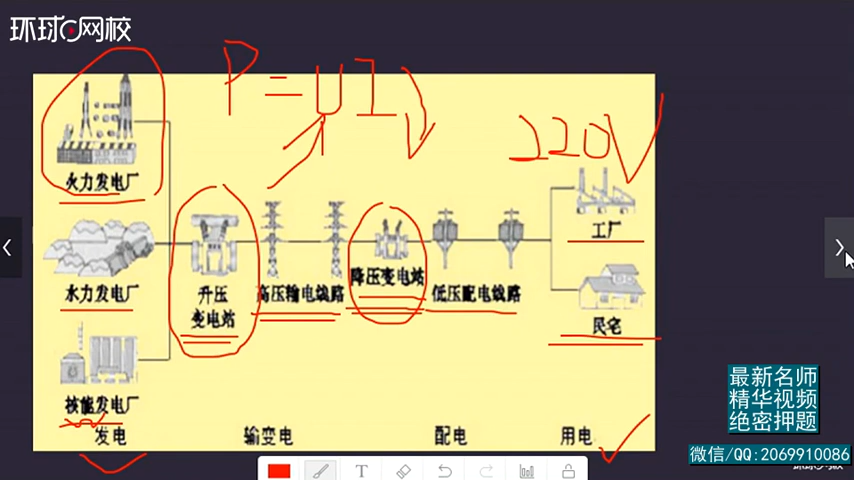 环球网校
P=UI
220V
火力发电厂
水力发电厂
核能发电厂
升压
变电站
高压输电线路
降压变电站
低压配电线路
工厂
民宅
发电
输变电
配电
用电
最新名师
精华视频
绝密押题
微信/QQ:2069910086
T